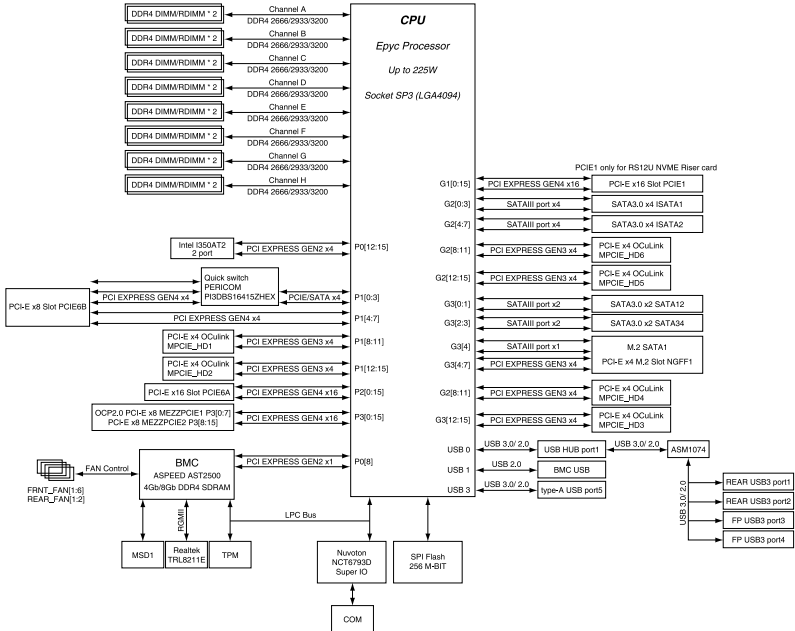 DDR4 DIMM/RDIMM * 2
Channel A
DDR4 2666/2933/3200
DDR4 DIMM/RDIMM * 2
Channel B
DDR4 2666/2933/3200
DDR4 DIMM/RDIMM * 2
Channel C
DDR4 2666/2933/3200
DDR4 DIMM/RDIMM * 2
Channel D
DDR4 2666/2933/3200
DDR4 DIMM/RDIMM * 2
Channel E
DDR4 2666/2933/3200
DDR4 DIMM/RDIMM * 2
Channel F
DDR4 2666/2933/3200
DDR4 DIMM/RDIMM * 2
Channel G
DDR4 2666/2933/3200
DDR4 DIMM/RDIMM * 2
Channel H
DDR4 2666/2933/3200
CPU
Epyc Processor
Up to 225W
Socket SP3 (LGA4094)
Intel I350AT2
2 port
PCI EXPRESS GEN2 x4
P0[12:15]
PCI-E x8 Slot PCIE6B
PCI EXPRESS GEN4 x4
Quick switch
PERICOM
PI3DBS16415ZHEX
PCIE/SATA x4
P1[0:3]
PCI EXPRESS GEN4 x4
P1[4:7]
PCI-E x4 OCulink
MPCIE_HD1
PCI EXPRESS GEN3 x4
P1[8:11]
PCI-E x4 OCulink
MPCIE_HD2
PCI EXPRESS GEN3 x4
P1[12:15]
PCI-E x16 Slot PCIE6A
PCI EXPRESS GEN4 x16
P2[0:15]
OCP2.0 PCI-E x8 MEZZPCIE1 P3[0:7]
PCI-E x8 MEZZPCIE2 P3[8:15]
PCI EXPRESS GEN4 x16
P3[0:15]
FRNT_FAN[1:6]
REAR_FAN[1:2]
FAN Control
BMC
ASPEED AST2500
4Gb/8Gb DDR4 SDRAM
PCI EXPRESS GEN2 x1
P0[8]
RGMII
LPC Bus
MSD1
Realtek
TRL8211E
TPM
Nuvoton
NCT6793D
Super IO
COM
SPI Flash
256 M-BIT
PCIE1 only for RS12U NVME Riser card
G1[0:15]
PCI EXPRESS GEN4 x16
PCI-E x16 Slot PCIE1
G2[0:3]
SATAIII port x4
SATA3.0 x4 ISATA1
G2[4:7]
SATAIII port x4
SATA3.0 x4 ISATA2
G2[8:11]
PCI EXPRESS GEN3 x4
PCI-E x4 OCuLink
MPCIE_HD6
G2[12:15]
PCI EXPRESS GEN3 x4
PCI-E x4 OCuLink
MPCIE_HD5
G3[0:1]
SATAIII port x2
SATA3.0 x2 SATA12
G3[2:3]
SATAIII port x2
SATA3.0 x2 SATA34
G3[4]
SATAIII port x1
M.2 SATA1
G3[4:7]
PCI EXPRESS GEN3 x4
PCI-E x4 M.2 Slot NGFF1
G2[8:11]
PCI EXPRESS GEN3 x4
PCI-E x4 OCuLink
MPCIE_HD4
G3[12:15]
PCI EXPRESS GEN3 x4
PCI-E x4 OCuLink
MPCIE_HD3
USB 0
USB 3.0/ 2.0
USB HUB port1
USB 3.0/ 2.0
ASM1074
USB 1
USB 2.0
BMC USB
USB 3
USB 3.0/ 2.0
type-A USB port5
USB 3.0/ 2.0
REAR USB3 port1
REAR USB3 port2
FP USB3 port3
FP USB3 port4